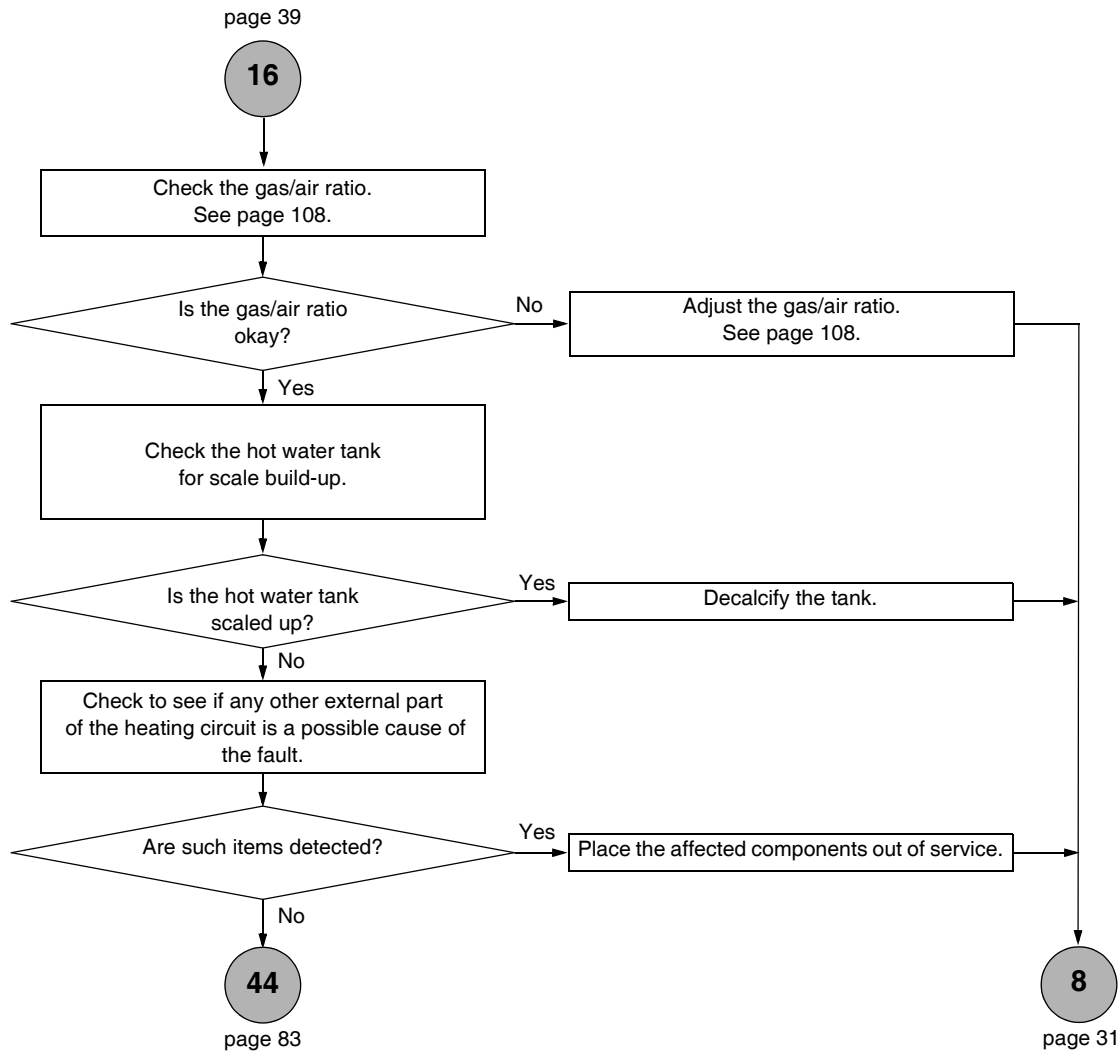 page 39
16
Check the gas/air ratio.
See page 108.
Is the gas/air ratio
okay?
No
Adjust the gas/air ratio.
See page 108.
Yes
Check the hot water tank
for scale build-up.
Is the hot water tank
scaled up?
Yes
Decalcify the tank.
No
Check to see if any other external part
of the heating circuit is a possible cause of
the fault.
Are such items detected?
Yes
Place the affected components out of service.
No
44
page 83
8
page 31